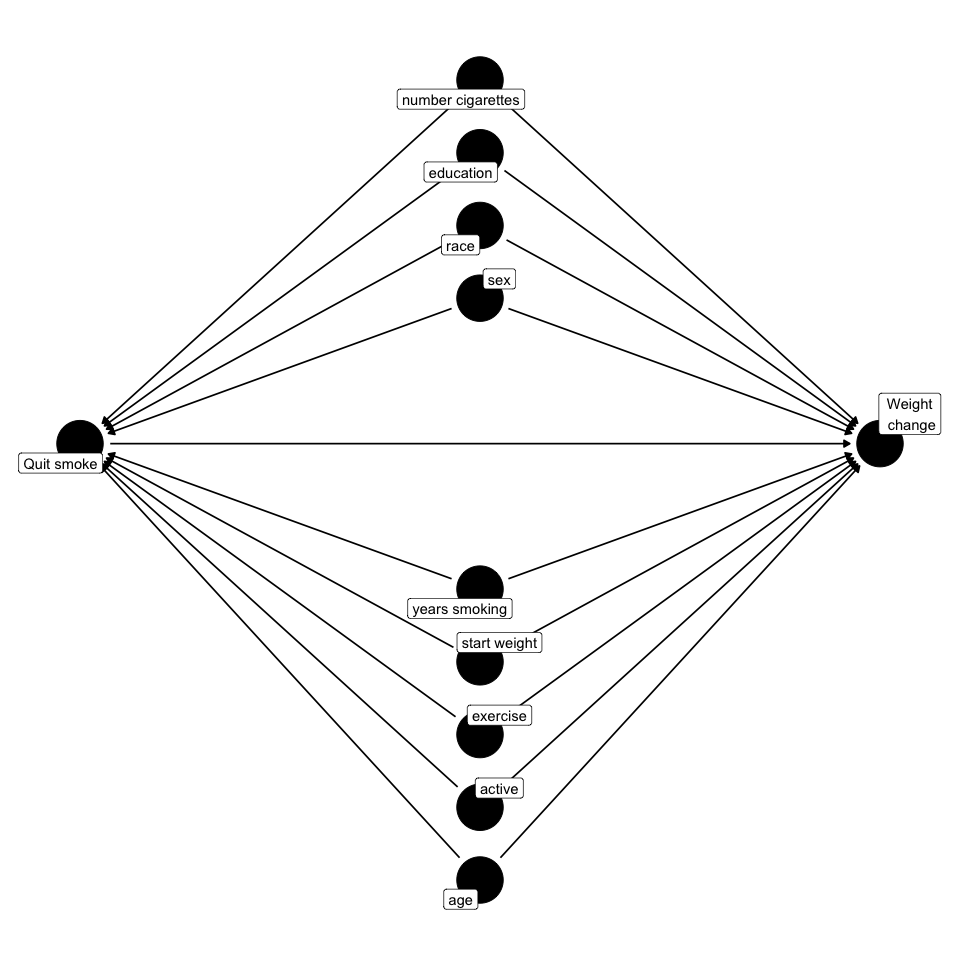 number cigarettes
education
race
sex
Weight
change
Quit smoke
years smoking
start weight
exercise
active
age